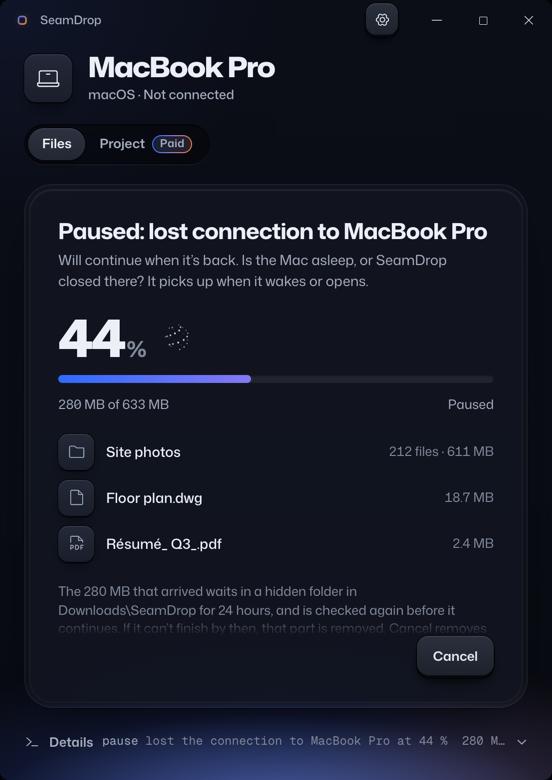 SeamDrop
MacBook Pro
macOS · Not connected
Files
Project Paid
Paused: lost connection to MacBook Pro
Will continue when it’s back. Is the Mac asleep, or SeamDrop
closed there? It picks up when it wakes or opens.
44%
280 MB of 633 MB
Paused
Site photos
212 files · 611 MB
Floor plan.dwg
18.7 MB
PDF
Résumé_ Q3_.pdf
2.4 MB
The 280 MB that arrived waits in a hidden folder in
Downloads\SeamDrop for 24 hours, and is checked again before it
continues. If it can’t finish by then, that part is removed. Cancel removes
Cancel
Details pause lost the connection to MacBook Pro at 44 % 280 M…